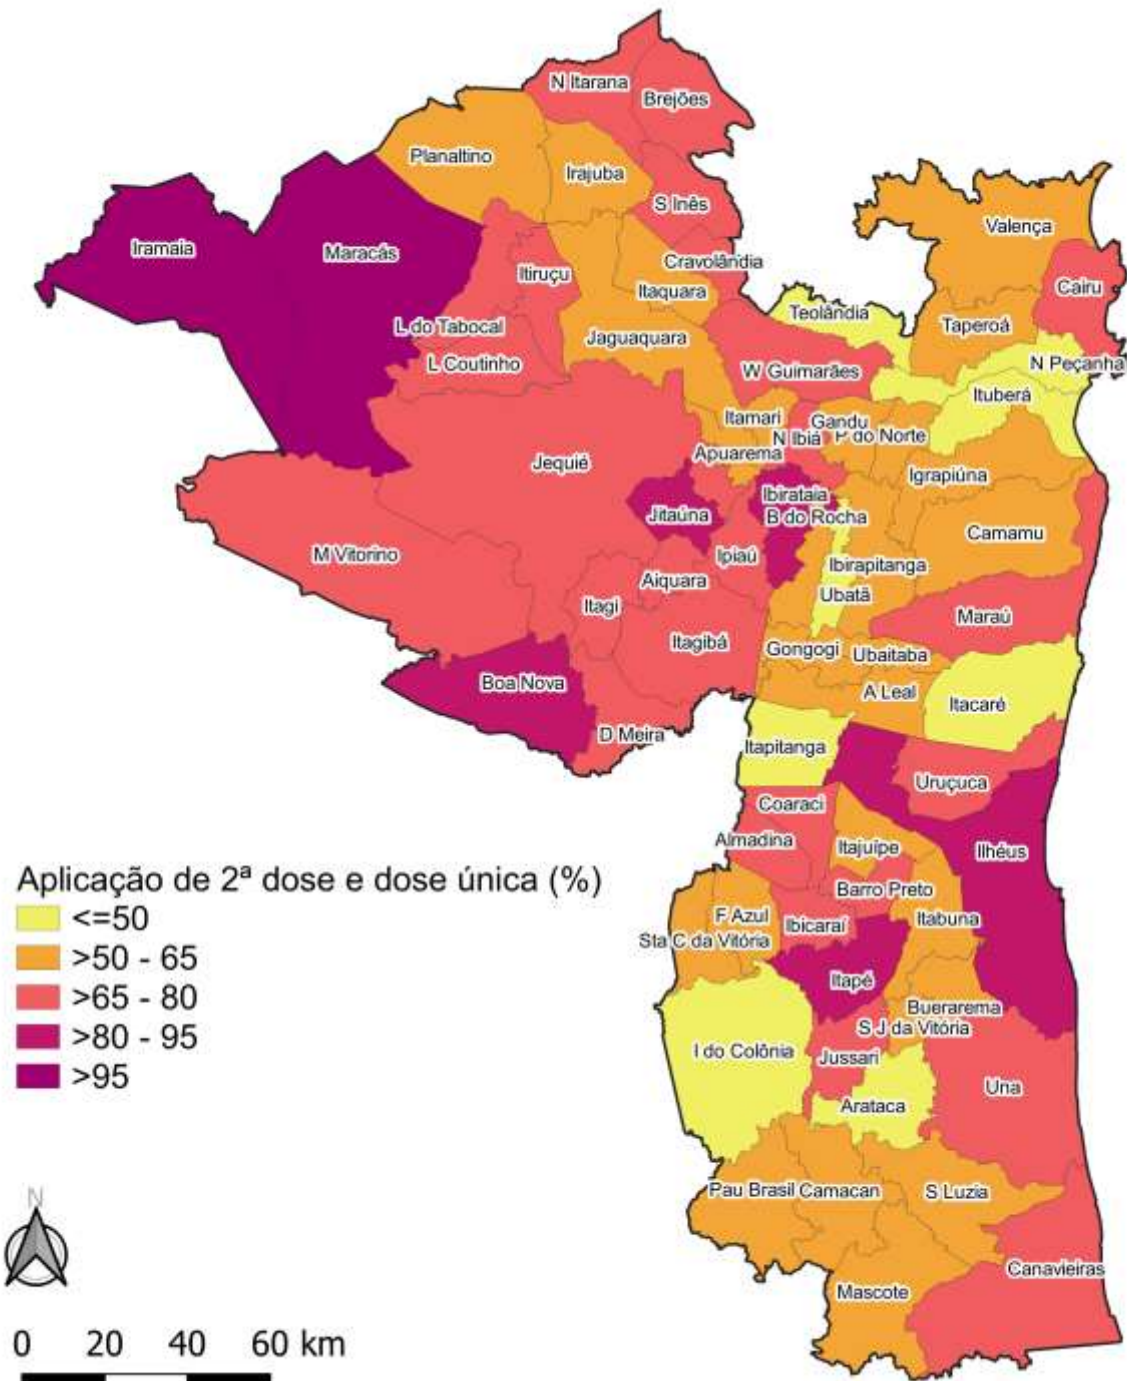 N Itarana
Brejões
Planaltino
Irajuba
S Inês
Valença
Iramaia
Maracás
Itiruçu
Cravolândia
Cairu
Itaquara
Teolândia
Taperoá
L do Tabocal
Jaguaquara
L Coutinho
W Guimarães
N Peçanha
Ituberá
Itamari
Gandu
N Ibiá
P do Norte
Apuarema
Jequié
Igrapiúna
Ibirataia
Jitaúna
B do Rocha
Camamu
M Vitorino
Ipiaú
Ibirapitanga
Aiquara
Ubatã
Itagi
Maraú
Itagibá
Gongogi
Ubaitaba
Boa Nova
A Leal
Itacaré
D Meira
Itapitanga
Uruçuca
Coaraci
Almadina
Itajuípe
Ilhéus
Barro Preto
F Azul
Ibicaraí
Itabuna
Sta C da Vitória
Itapé
Buerarema
S J da Vitória
I do Colônia
Jussari
Una
Arataca
Pau Brasil
Camacan
S Luzia
Canavieiras
Mascote
Aplicação de 2ª dose e dose única (%)
<=50
>50 - 65
>65 - 80
>80 - 95
>95
N
0 20 40 60 km